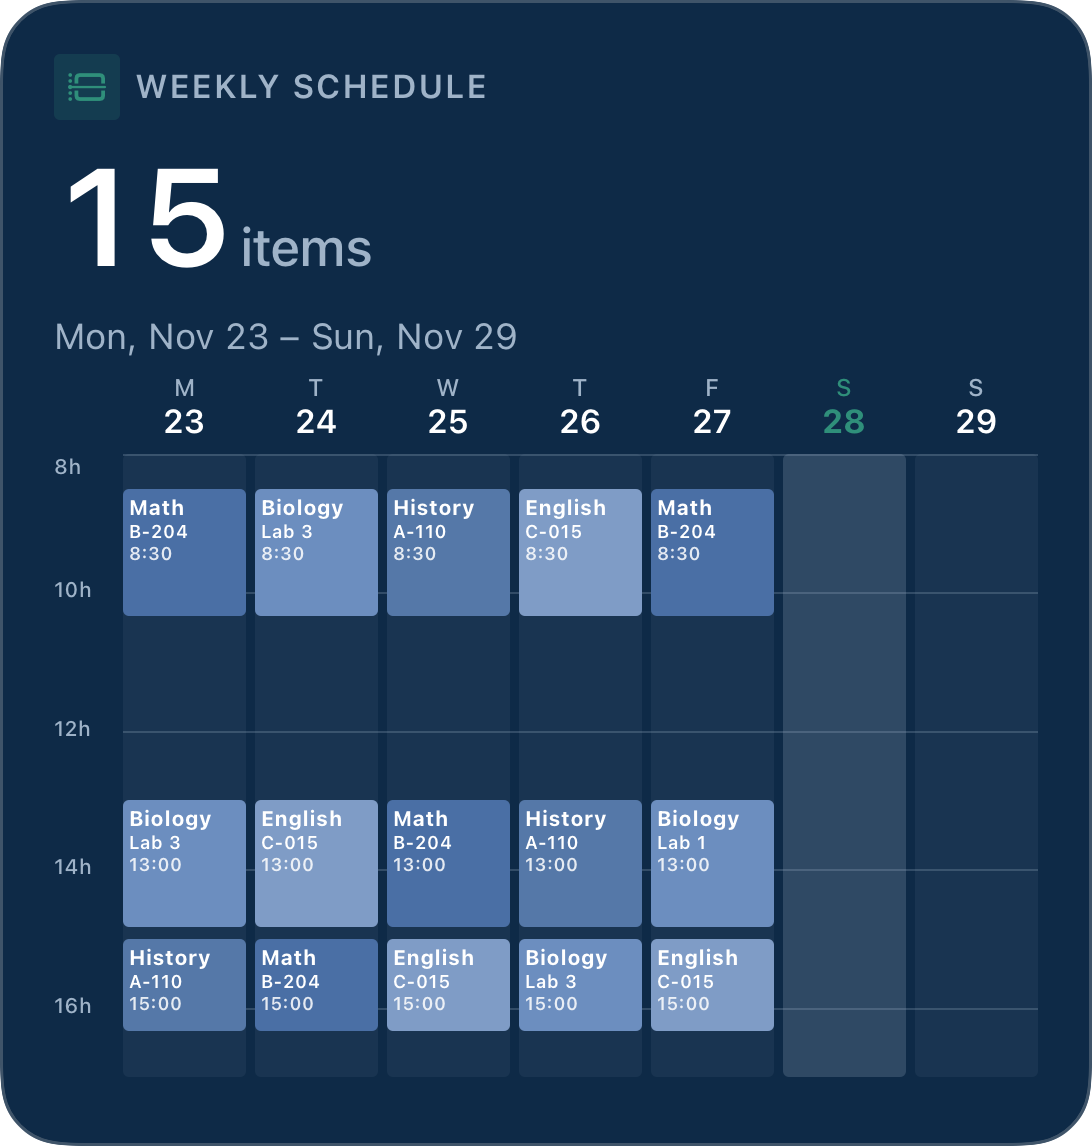 WEEKLY SCHEDULE
15 items
Mon, Nov 23 – Sun, Nov 29
M T W T F S S
23 24 25 26 27 28 29
8h
Math Biology History English Math
B-204 Lab 3 A-110 C-015 B-204
8:30 8:30 8:30 8:30 8:30
10h
12h
Biology English Math History Biology
Lab 3 C-015 B-204 A-110 Lab 1
13:00 13:00 13:00 13:00 13:00
14h
History Math English Biology English
A-110 B-204 C-015 Lab 3 C-015
15:00 15:00 15:00 15:00 15:00
16h